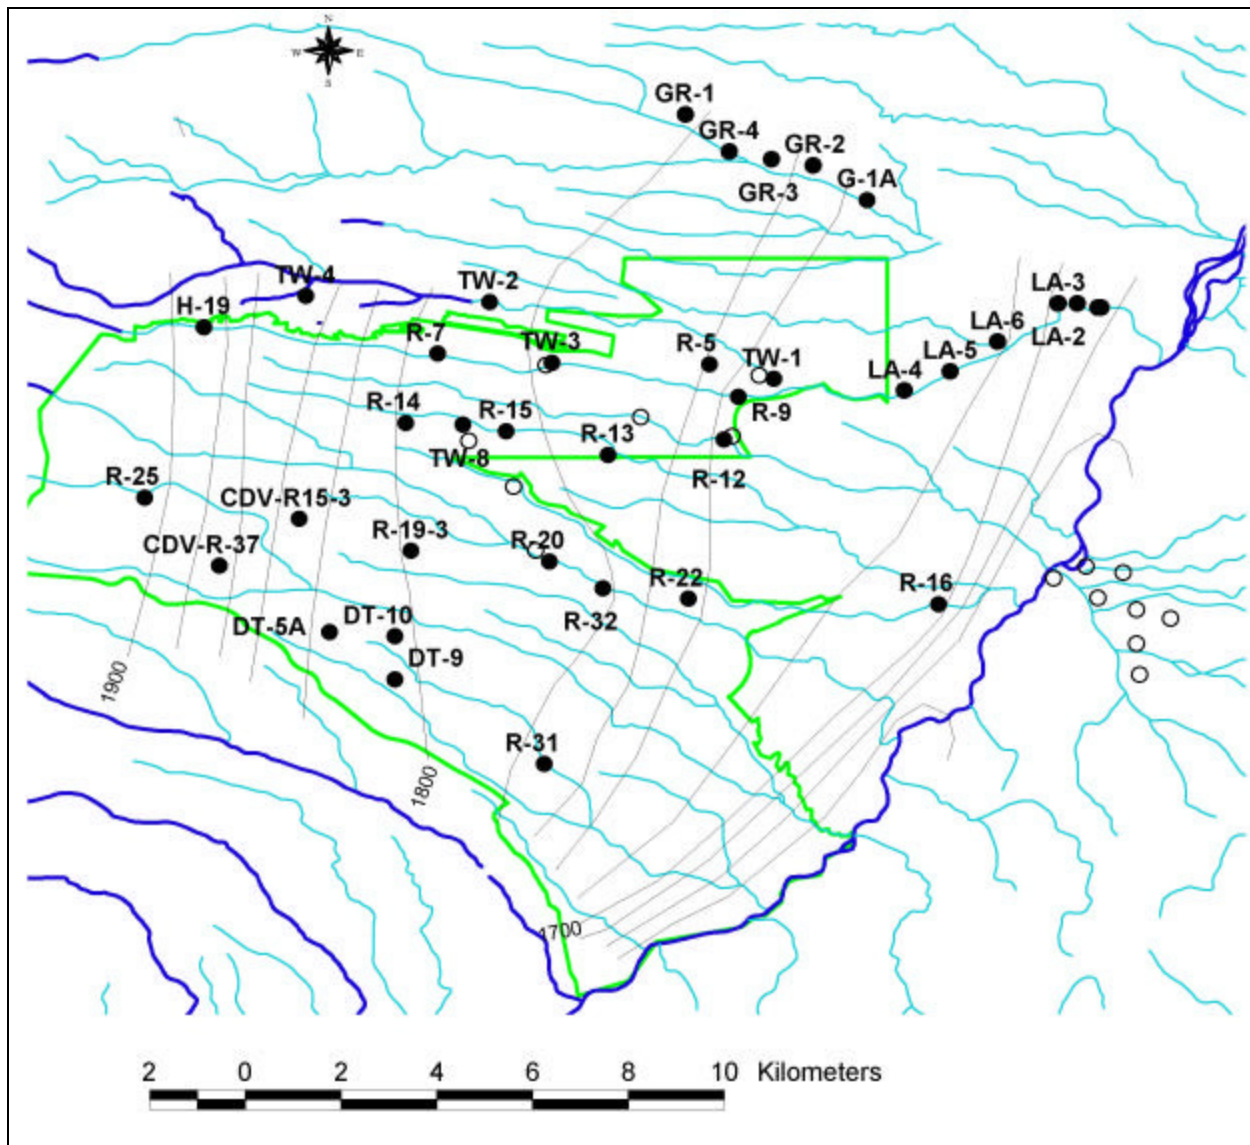 N
W E
S
GR-1
GR-4
GR-2
GR-3
G-1A
TW-4
TW-2
H-19
LA-3
R-7
TW-3
R-5
TW-1
LA-6
LA-2
LA-5
LA-4
R-14
R-15
R-13
R-9
TW-8
R-12
R-25
CDV-R15-3
R-19-3
R-20
CDV-R-37
R-22
R-16
DT-5A
DT-10
R-32
DT-9
1900
R-31
1800
1700
2 0 2 4 6 8 10 Kilometers